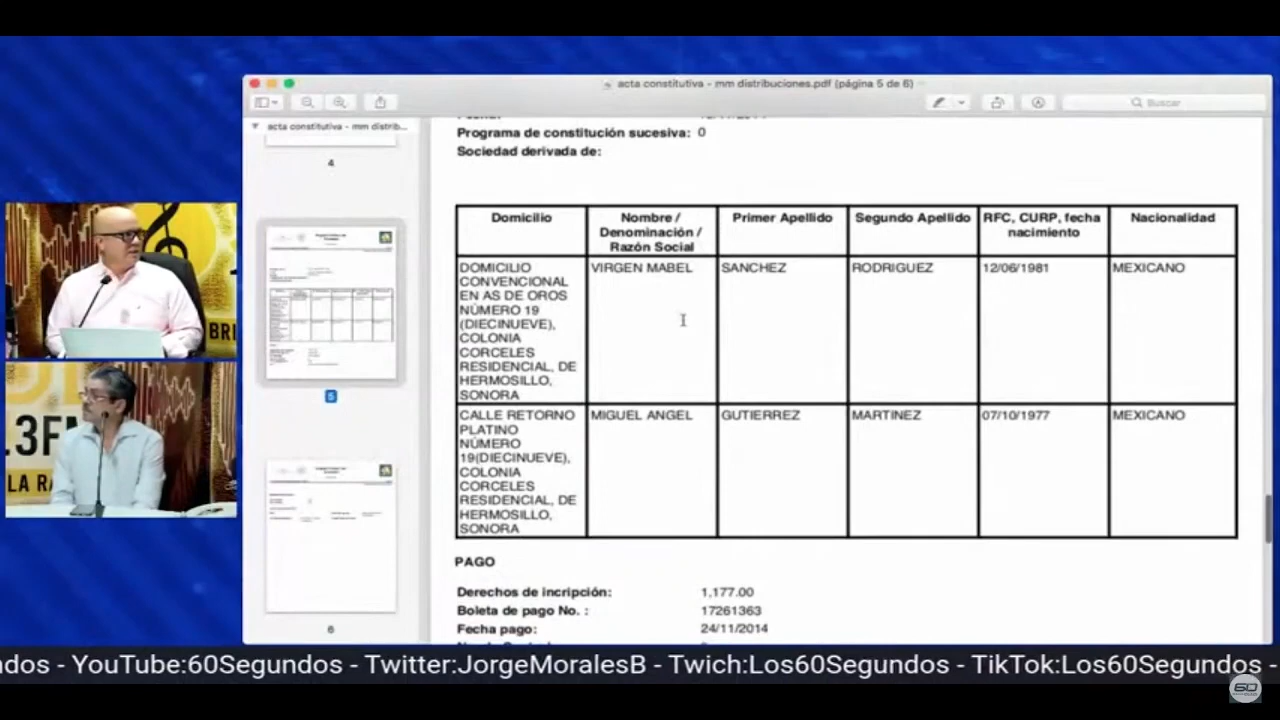 acta constitutiva - mm distribuciones.pdf (página 5 de 6)
Buscar
acta constitutiva - mm distrib...
4
5
6
Programa de constitución sucesiva: 0
Sociedad derivada de:
Domicilio
Nombre /
Denominación /
Razón Social
Primer Apellido
Segundo Apellido
RFC, CURP, fecha
nacimiento
Nacionalidad
DOMICILIO
CONVENCIONAL
EN AS DE OROS
NÚMERO 19
(DIECINUEVE),
COLONIA
CORCELES
RESIDENCIAL, DE
HERMOSILLO,
SONORA
VIRGEN MABEL
SANCHEZ
RODRIGUEZ
12/06/1981
MEXICANO
CALLE RETORNO
PLATINO
NÚMERO
19(DIECINUEVE),
COLONIA
CORCELES
RESIDENCIAL, DE
HERMOSILLO,
SONORA
MIGUEL ANGEL
GUTIERREZ
MARTINEZ
07/10/1977
MEXICANO
PAGO
Derechos de incripción: 1,177.00
Boleta de pago No. : 17261363
Fecha pago: 24/11/2014
BRI
.3FM
LA RA
ndos - YouTube:60Segundos - Twitter:JorgeMoralesB - Twich:Los60Segundos - TikTok:Los60Segundos -
60